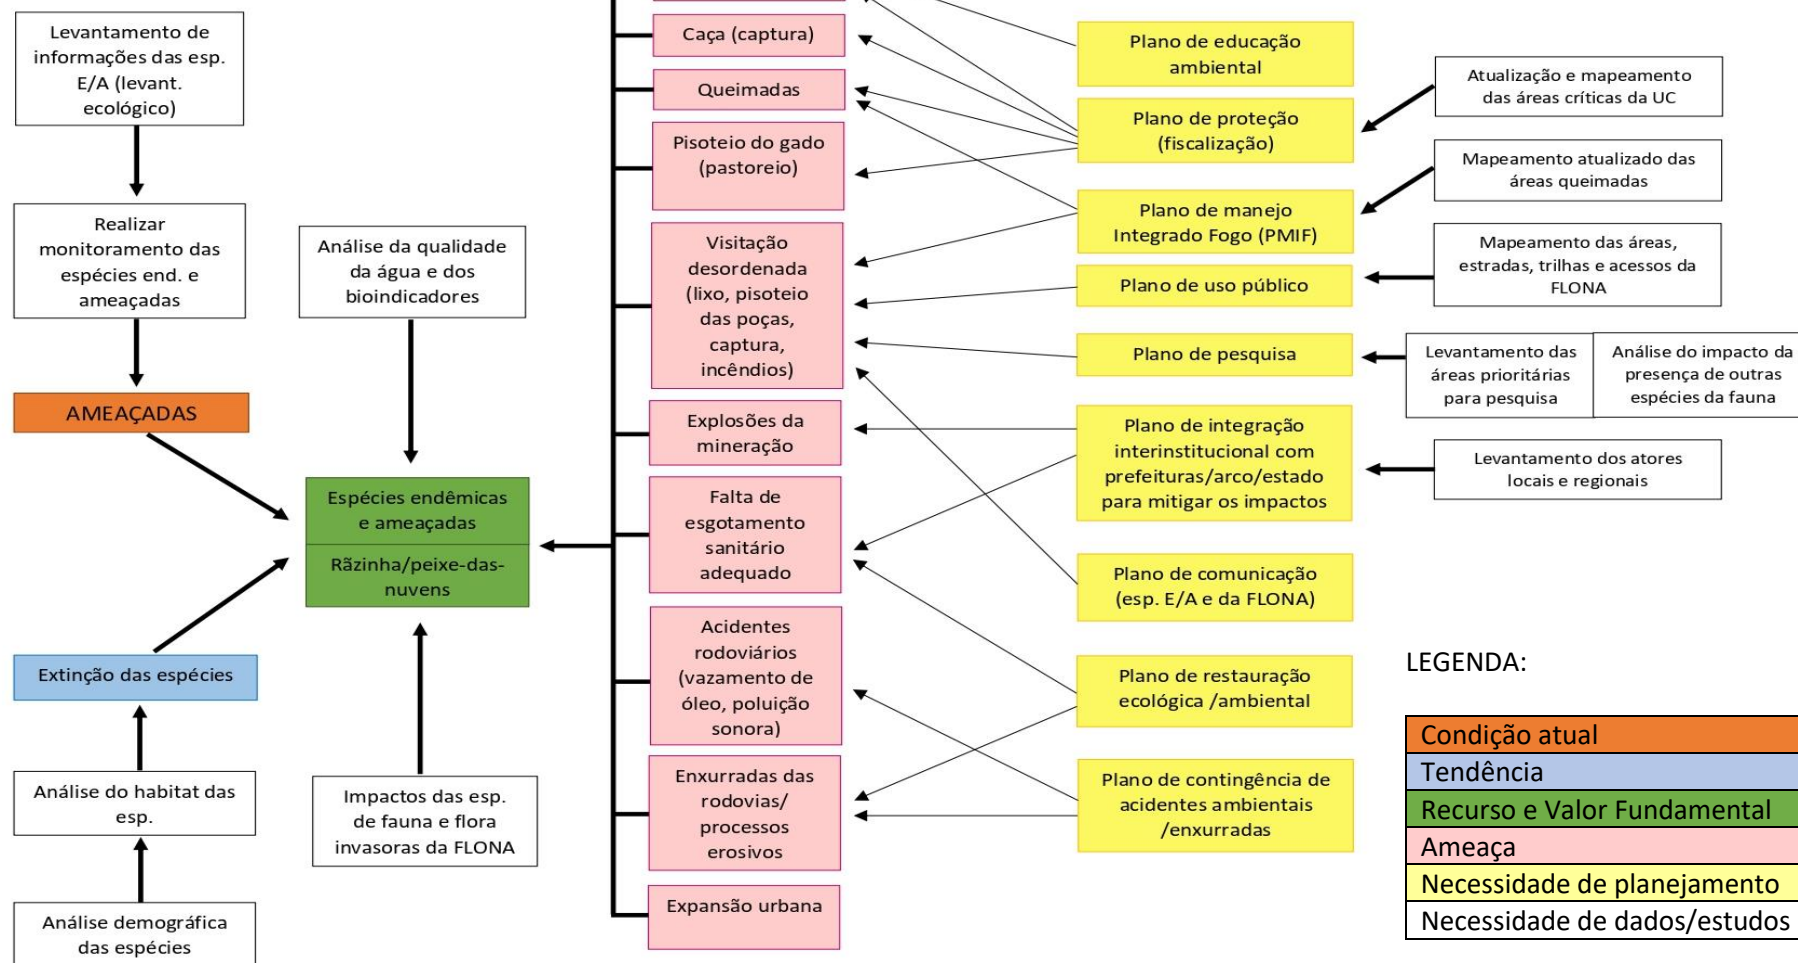 Levantamento de
informações das esp.
E/A (levant.
ecológico)
Realizar
monitoramento das
espécies end. e
ameaçadas
AMEAÇADAS
Extinção das espécies
Análise do habitat das
esp.
Análise demográfica
das espécies
Análise da qualidade
da água e dos
bioindicadores
Espécies endêmicas
e ameaçadas
Rãzinha/peixe-das-
nuvens
Impactos das esp.
de fauna e flora
invasoras da FLONA
Caça (captura)
Queimadas
Pisoteio do gado
(pastoreio)
Visitação
desordenada
(lixo, pisoteio
das poças,
captura,
incêndios)
Explosões da
mineração
Falta de
esgotamento
sanitário
adequado
Acidentes
rodoviários
(vazamento de
óleo, poluição
sonora)
Enxurradas das
rodovias/
processos
erosivos
Expansão urbana
Plano de educação
ambiental
Plano de proteção
(fiscalização)
Plano de manejo
Integrado Fogo (PMIF)
Plano de uso público
Plano de pesquisa
Plano de integração
interinstitucional com
prefeituras/arco/estado
para mitigar os impactos
Plano de comunicação
(esp. E/A e da FLONA)
Plano de restauração
ecológica /ambiental
Plano de contingência de
acidentes ambientais
/enxurradas
Atualização e mapeamento
das áreas críticas da UC
Mapeamento atualizado das
áreas queimadas
Mapeamento das áreas,
estradas, trilhas e acessos da
FLONA
Levantamento das
áreas prioritárias
para pesquisa
Análise do impacto da
presença de outras
espécies da fauna
Levantamento dos atores
locais e regionais
LEGENDA:
Condição atual
Tendência
Recurso e Valor Fundamental
Ameaça
Necessidade de planejamento
Necessidade de dados/estudos